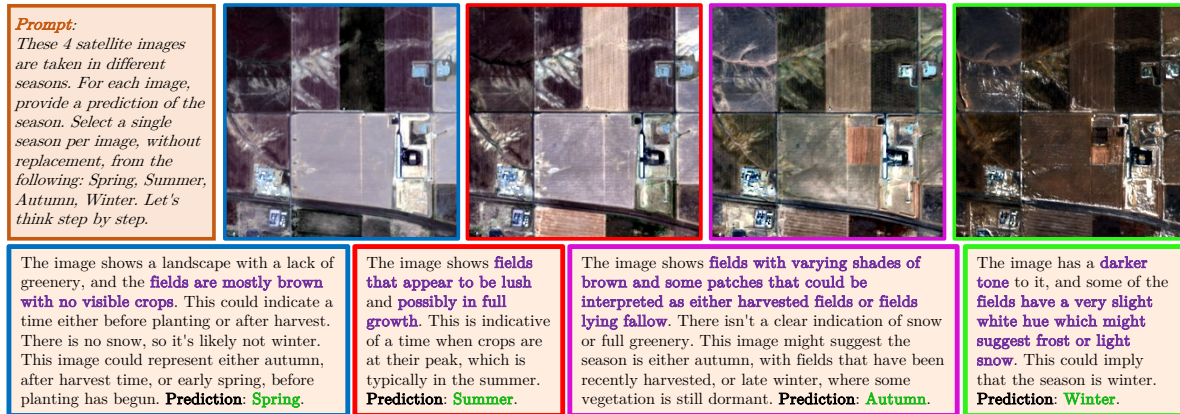 Prompt:
These 4 satellite images
are taken in different
seasons. For each image,
provide a prediction of the
season. Select a single
season per image, without
replacement, from the
following: Spring, Summer,
Autumn, Winter. Let's
think step by step.
The image shows a landscape with a lack of
greenery, and the fields are mostly brown
with no visible crops. This could indicate a
time either before planting or after harvest.
There is no snow, so it's likely not winter.
This image could represent either autumn,
after harvest time, or early spring, before
planting has begun. Prediction: Spring.
The image shows fields
that appear to be lush
and possibly in full
growth. This is indicative
of a time when crops are
at their peak, which is
typically in the summer.
Prediction: Summer.
The image shows fields with varying shades of
brown and some patches that could be
interpreted as either harvested fields or fields
lying fallow. There isn't a clear indication of snow
or full greenery. This image might suggest the
season is either autumn, with fields that have been
recently harvested, or late winter, where some
vegetation is still dormant. Prediction: Autumn.
The image has a darker
tone to it, and some of the
fields have a very slight
white hue which might
suggest frost or light
snow. This could imply
that the season is winter.
Prediction: Winter.